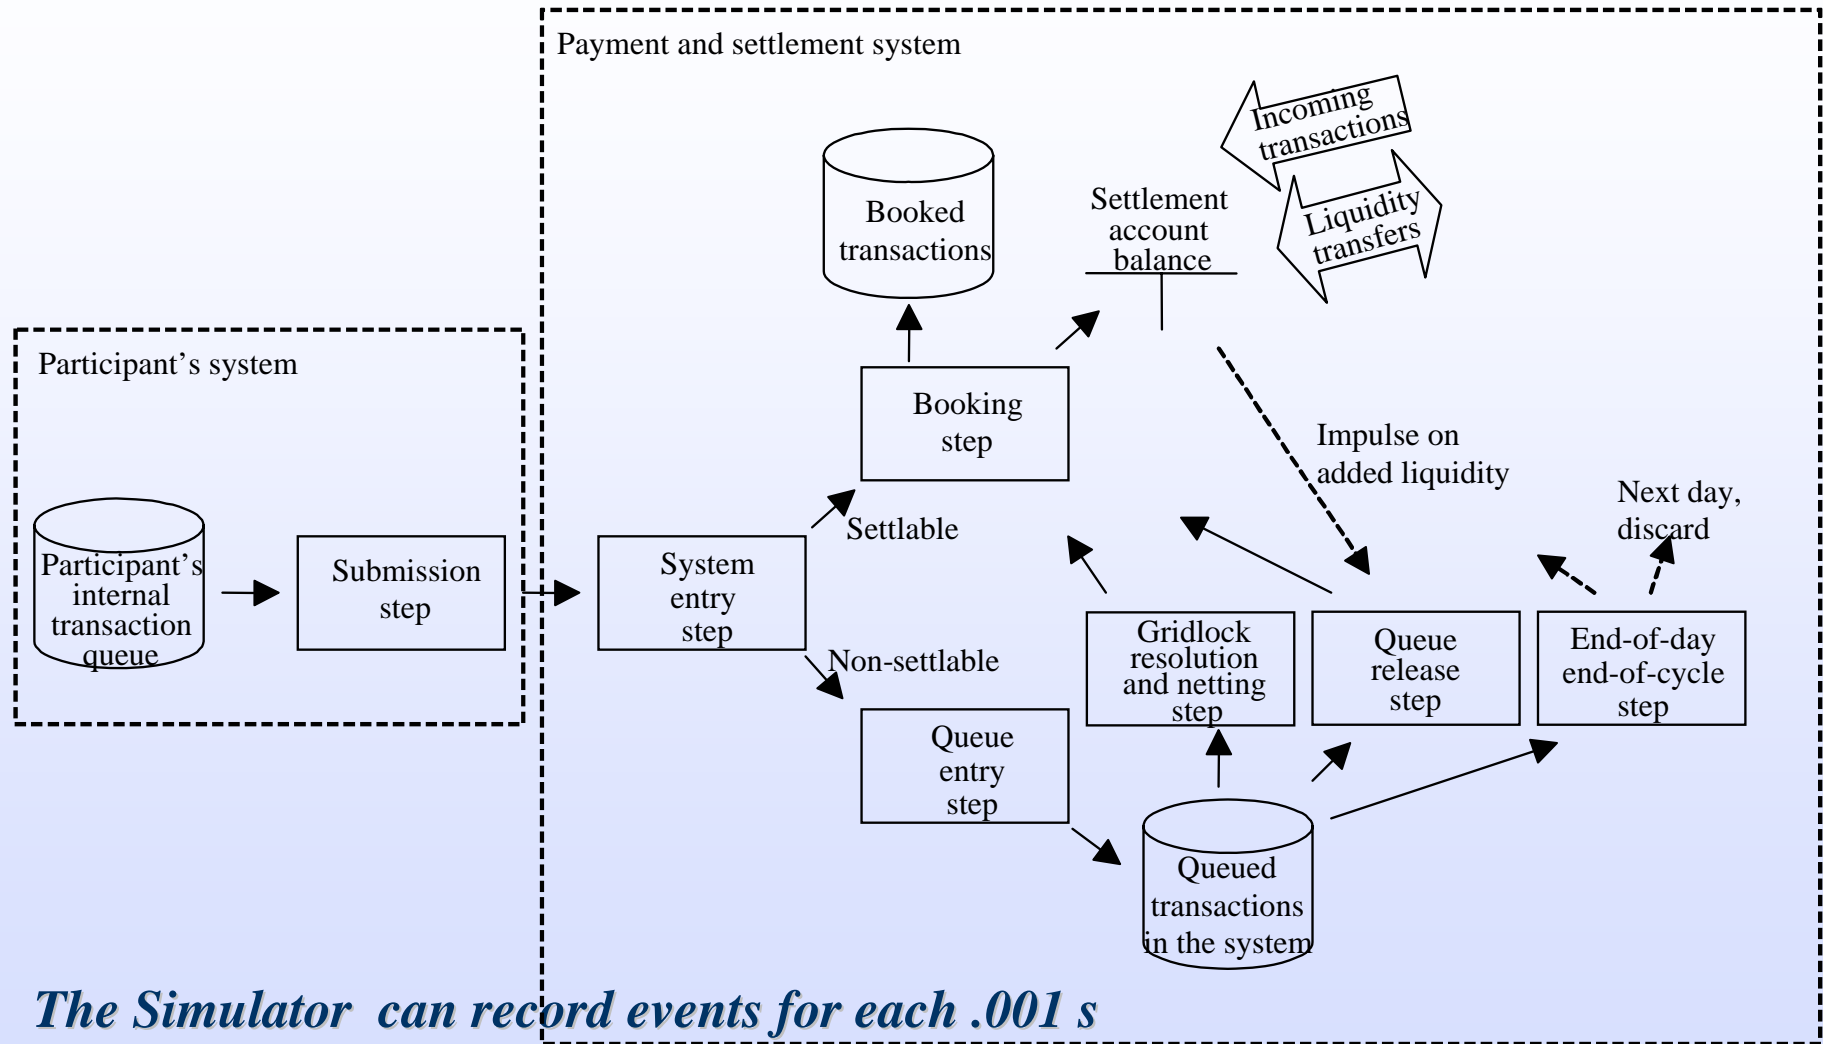 Payment and settlement system
Incoming
transactions
Liquidity
transfers
Booked
transactions
Settlement
account
balance
Participant’s system
Booking
step
Impulse on
added liquidity
Next day,
discard
Settlable
Participant’s
internal
transaction
queue
Submission
step
System
entry
step
Non-settlable
Gridlock
resolution
and netting
step
Queue
release
step
End-of-day
end-of-cycle
step
Queue
entry
step
Queued
transactions
in the system
The Simulator can record events for each .001 s